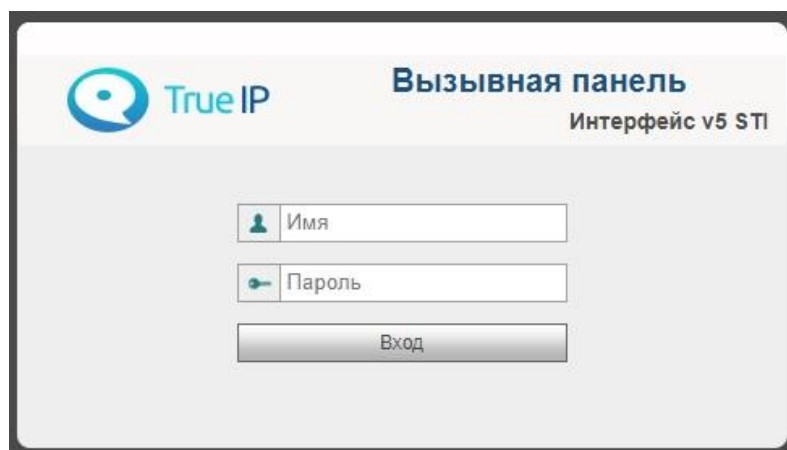 True IP
Вызывная панель
Интерфейс v5 STI
Имя
Пароль
Вход